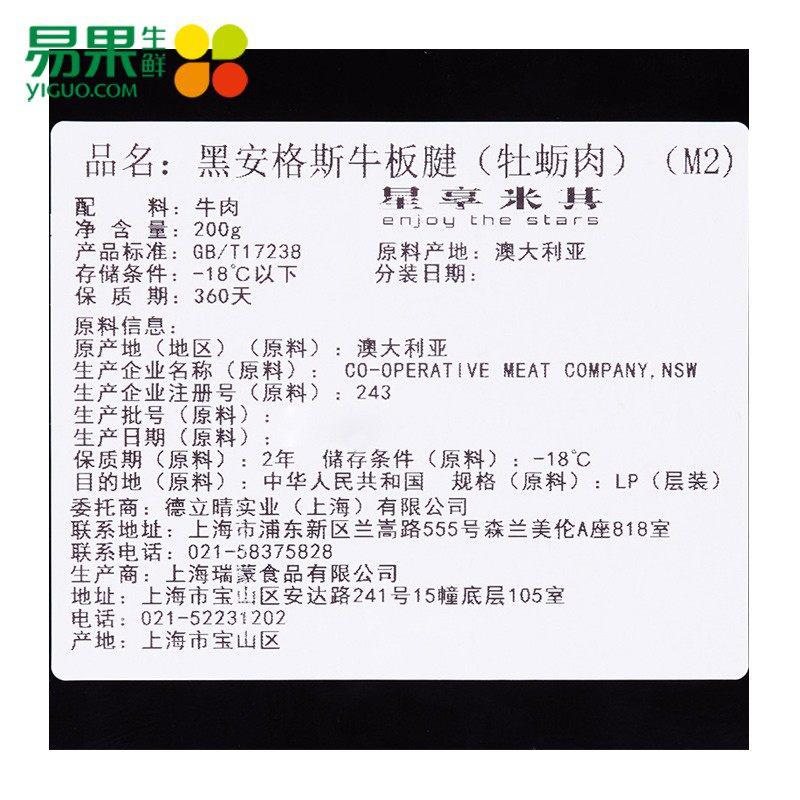 易果生鲜
YIGUO.COM
品名：黑安格斯牛板腱（牡蛎肉）（M2）
星享米其
enjoy the stars
配 料：牛肉
净 含 量：200g
产品标准：GB/T17238 原料产地：澳大利亚
存储条件：-18℃以下 分装日期：
保 质 期：360天
原料信息：
原产地（地区）（原料）：澳大利亚
生产企业名称（原料）： CO-OPERATIVE MEAT COMPANY,NSW
生产企业注册号（原料）：243
生产批号（原料）：
生产日期（原料）：
保质期（原料）：2年 储存条件（原料）：-18℃
目的地（原料）：中华人民共和国 规格（原料）：LP（层装）
委托商：德立晴实业（上海）有限公司
联系地址：上海市浦东新区兰嵩路555号森兰美伦A座818室
联系电话：021-58375828
生产商：上海瑞蒙食品有限公司
地址：上海市宝山区安达路241号15幢底层105室
电话：021-52231202
产地：上海市宝山区